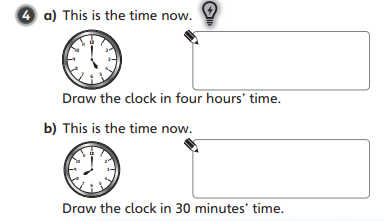 4 a) This is the time now.
Draw the clock in four hours' time.
b) This is the time now.
Draw the clock in 30 minutes' time.